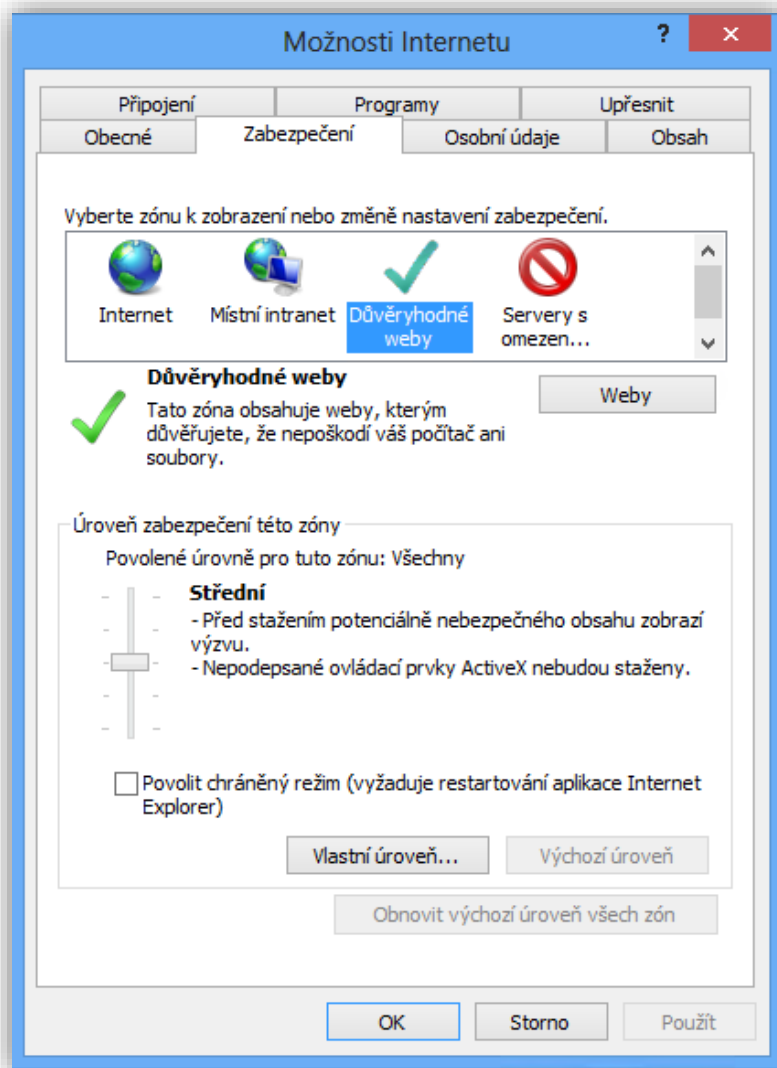 Možnosti Internetu
?
Připojení
Programy
Upřesnit
Obecné
Zabezpečení
Osobní údaje
Obsah
Vyberte zónu k zobrazení nebo změně nastavení zabezpečení.
Internet
Místní intranet
Důvěryhodné
weby
Servery s
omezen...
Důvěryhodné weby
Tato zóna obsahuje weby, kterým
důvěřujete, že nepoškodí váš počítač ani
soubory.
Weby
Úroveň zabezpečení této zóny
Povolené úrovně pro tuto zónu: Všechny
Střední
- Před stažením potenciálně nebezpečného obsahu zobrazí
výzvu.
- Nepodepsané ovládací prvky ActiveX nebudou staženy.
Povolit chráněný režim (vyžaduje restartování aplikace Internet
Explorer)
Vlastní úroveň...
Výchozí úroveň
Obnovit výchozí úroveň všech zón
OK
Storno
Použít